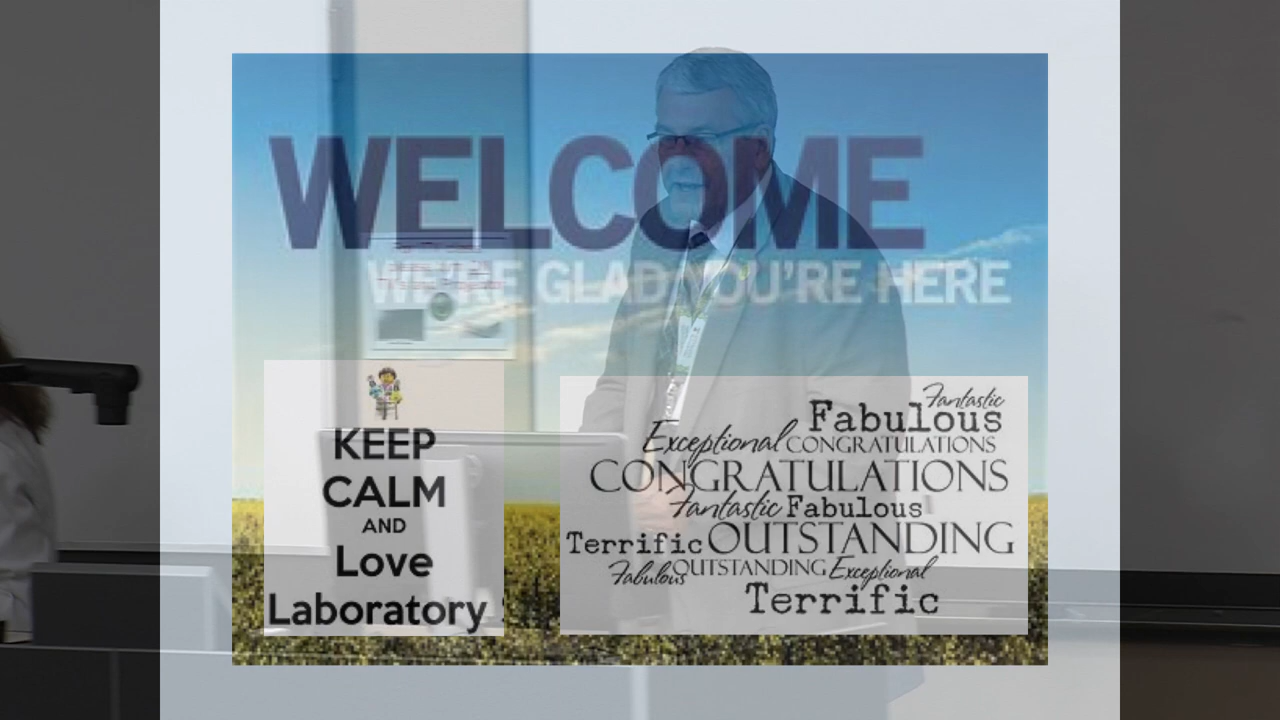 WELCOME
WE'RE GLAD YOU'RE HERE
KEEP
CALM
AND
Love
Laboratory
Fantastic
Fabulous
Exceptional CONGRATULATIONS
CONGRATULATIONS
Fantastic Fabulous
Terrific OUTSTANDING
Fabulous OUTSTANDING Exceptional
Terrific